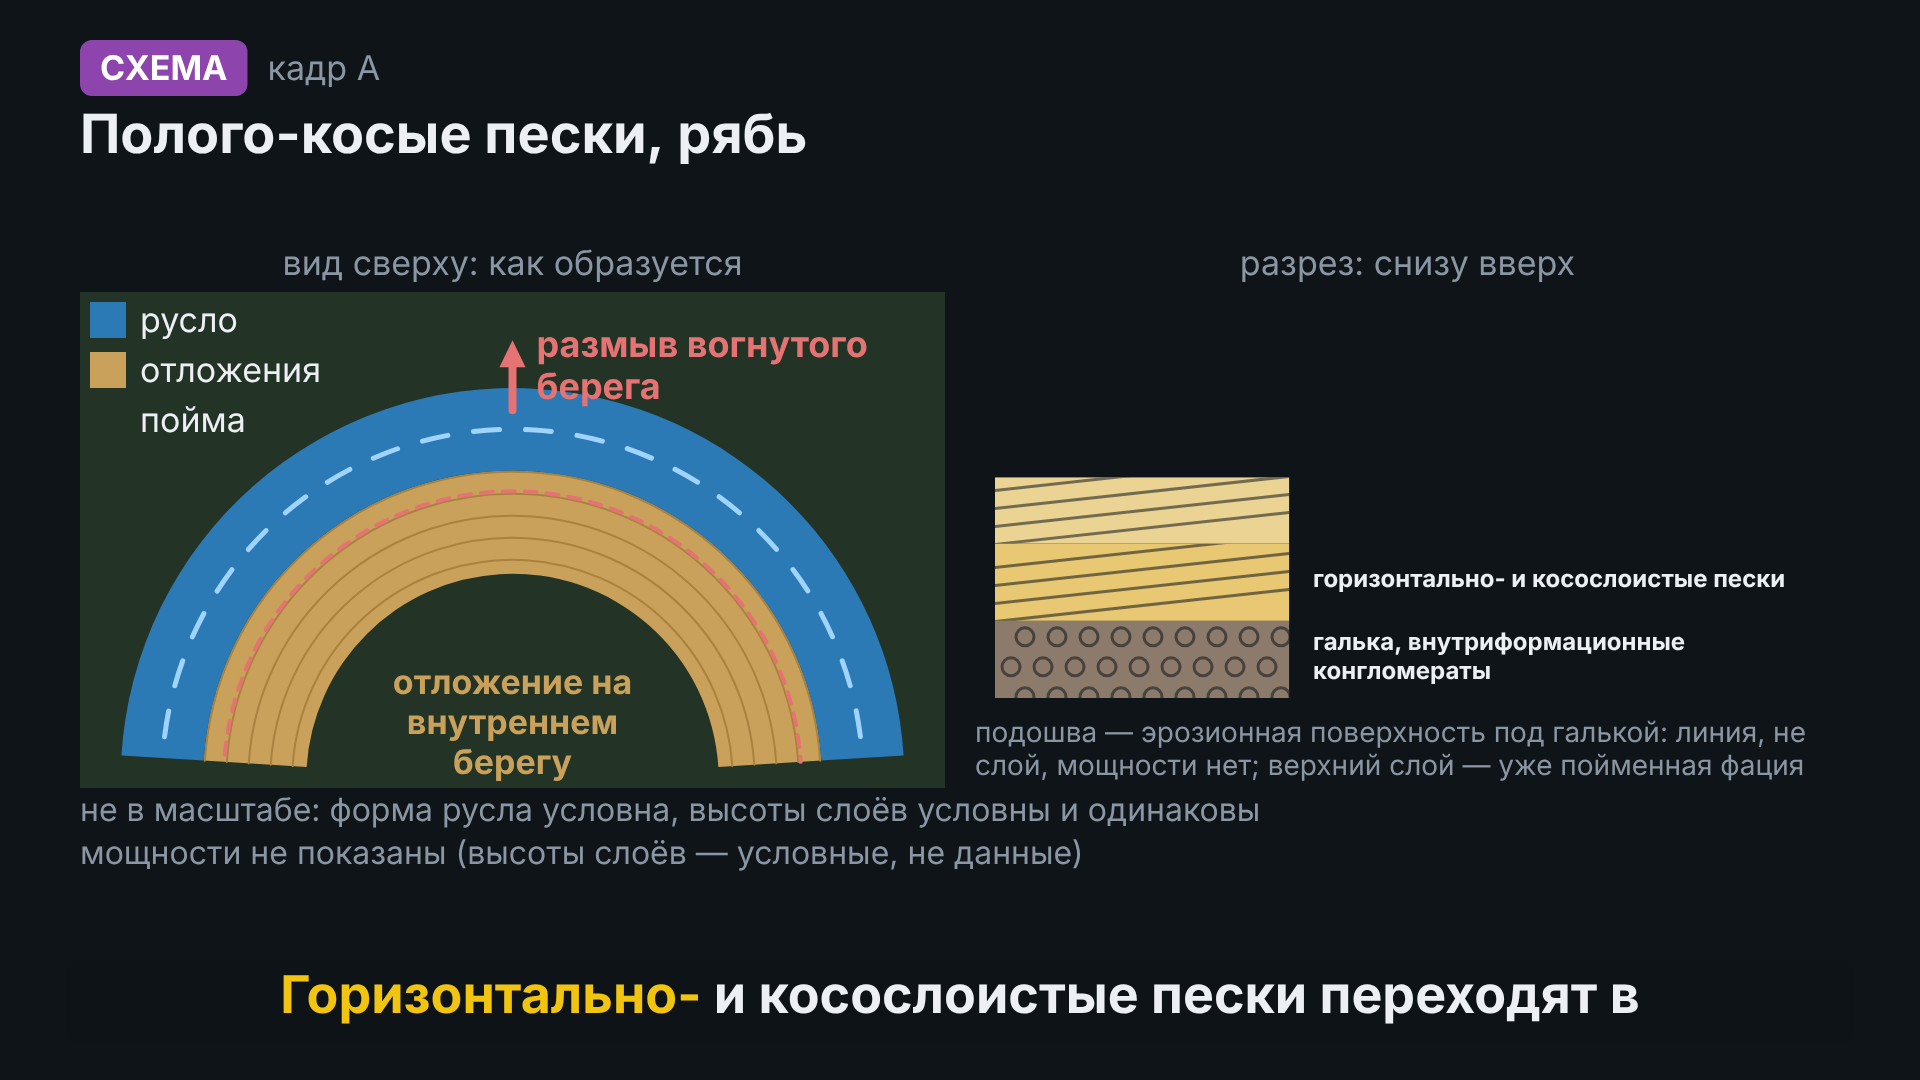 СХЕМА кадр А
Полого-косые пески, рябь
вид сверху: как образуется
русло
отложения
пойма
размыв вогнутого
берега
отложение на
внутреннем
берегу
разрез: снизу вверх
горизонтально- и косослоистые пески
галька, внутриформационные
конгломераты
подошва — эрозионная поверхность под галькой: линия, не
слой, мощности нет; верхний слой — уже пойменная фация
не в масштабе: форма русла условна, высоты слоёв условны и одинаковы
мощности не показаны (высоты слоёв — условные, не данные)
Горизонтально- и косослоистые пески переходят в